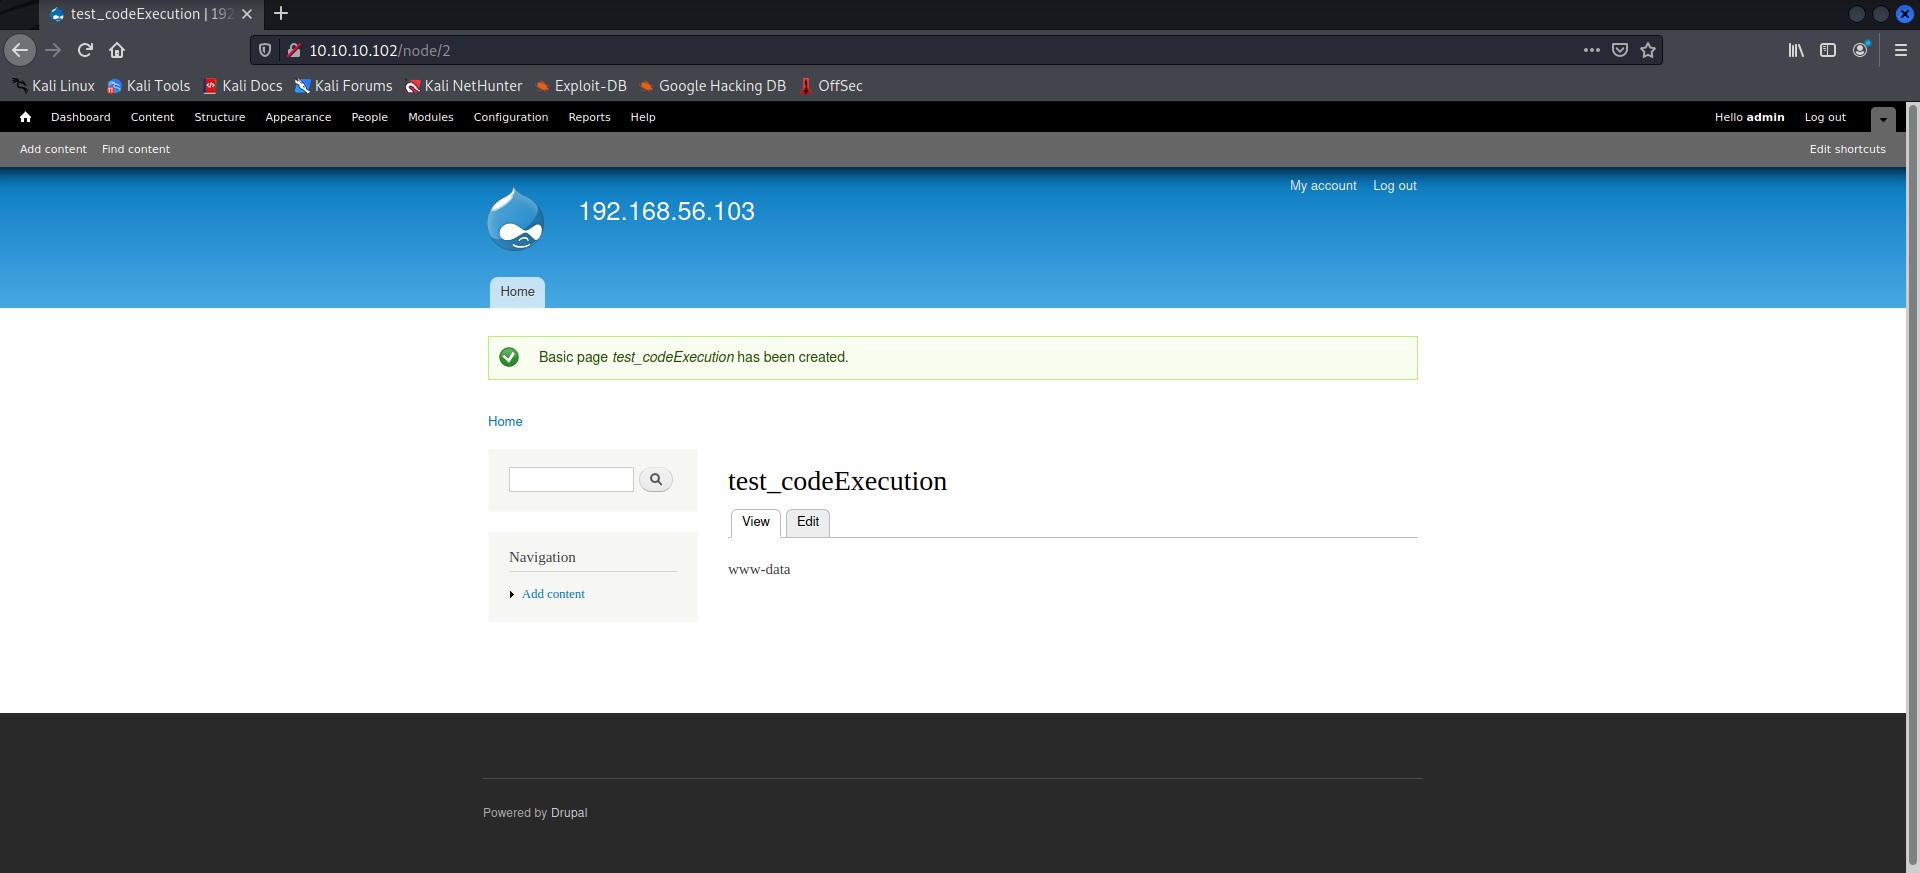 test_codeExecution | 192
10.10.10.102/node/2
Kali Linux Kali Tools Kali Docs Kali Forums Kali NetHunter Exploit-DB Google Hacking DB OffSec
Dashboard Content Structure Appearance People Modules Configuration Reports Help Hello admin Log out
Add content Find content Edit shortcuts
My account Log out
192.168.56.103
Home
Basic page test_codeExecution has been created.
Home
test_codeExecution
View Edit
Navigation
www-data
Add content
Powered by Drupal